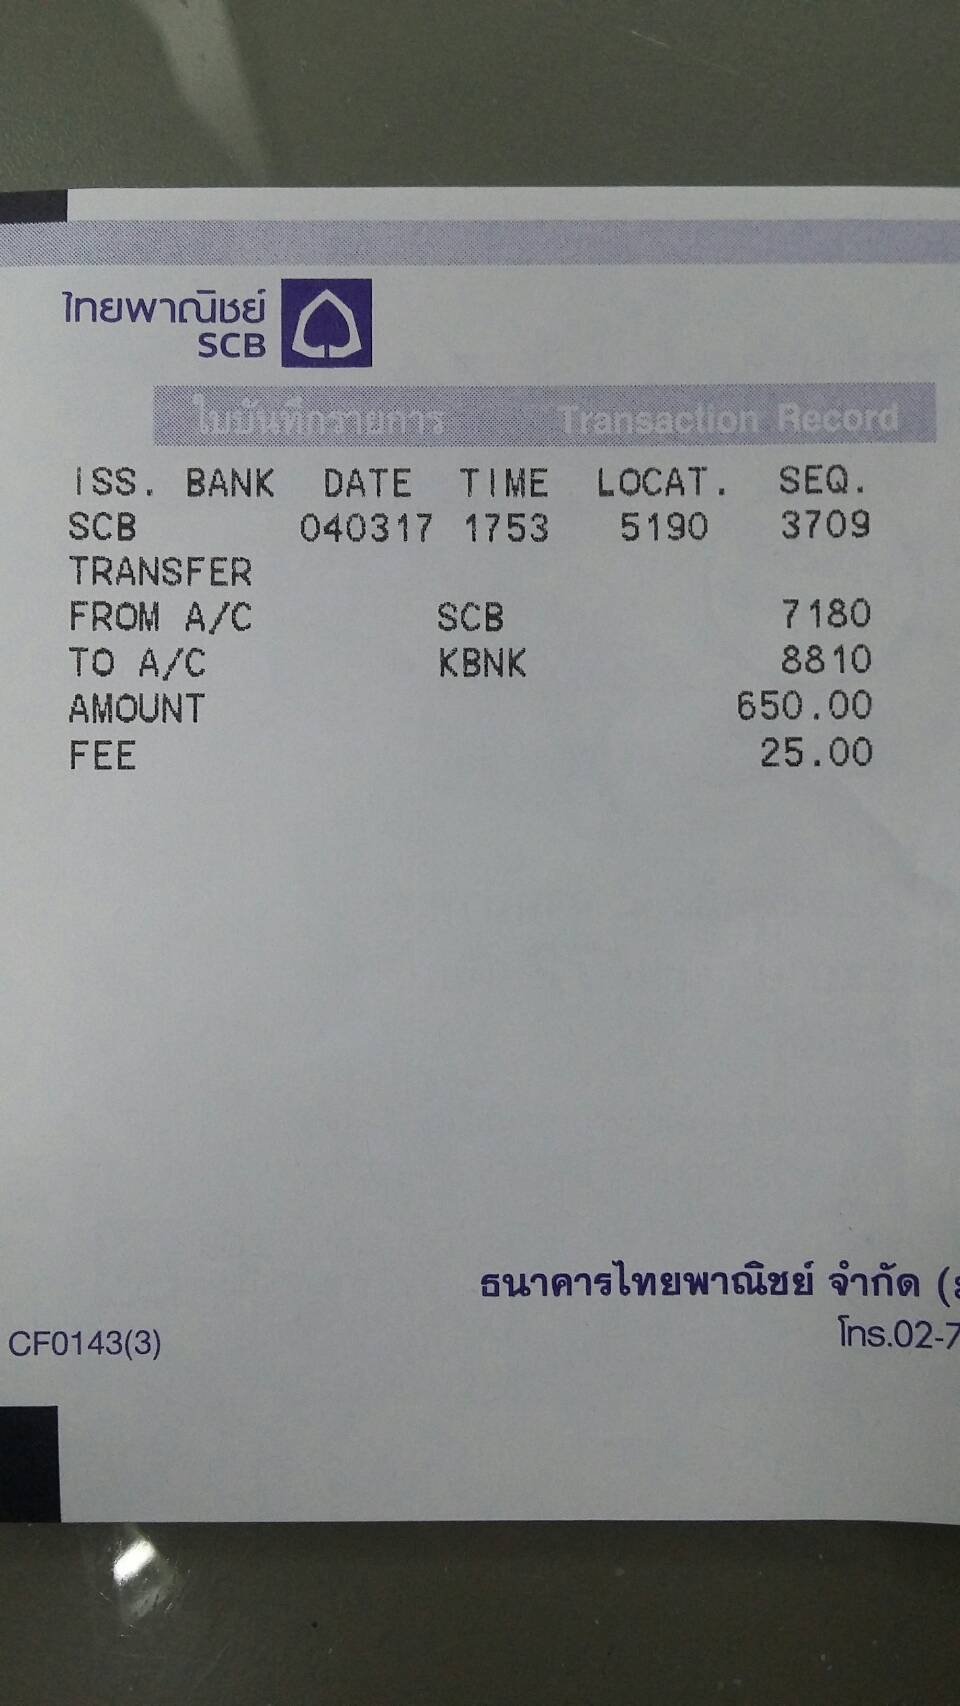 ไทยพาณิชย์
SCB
ใบบันทึกรายการ Transaction Record
ISS. BANK DATE TIME LOCAT. SEQ.
SCB 040317 1753 5190 3709
TRANSFER
FROM A/C SCB 7180
TO A/C KBNK 8810
AMOUNT 650.00
FEE 25.00
ธนาคารไทยพาณิชย์ จำกัด (
โทร.02-7
CF0143(3)